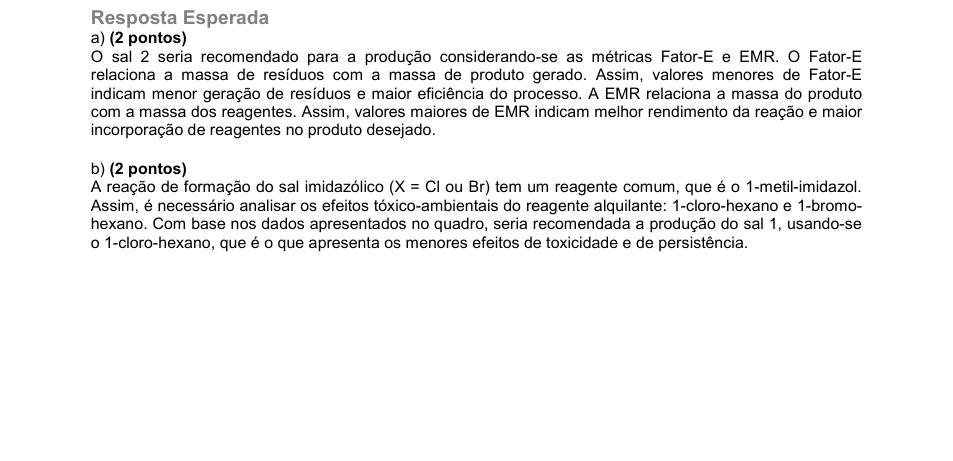 Resposta Esperada
a) (2 pontos)
O sal 2 seria recomendado para a produção considerando-se as métricas Fator-E e EMR. O Fator-E
relaciona a massa de resíduos com a massa de produto gerado. Assim, valores menores de Fator-E
indicam menor geração de resíduos e maior eficiência do processo. A EMR relaciona a massa do produto
com a massa dos reagentes. Assim, valores maiores de EMR indicam melhor rendimento da reação e maior
incorporação de reagentes no produto desejado.
b) (2 pontos)
A reação de formação do sal imidazólico (X = Cl ou Br) tem um reagente comum, que é o 1-metil-imidazol.
Assim, é necessário analisar os efeitos tóxico-ambientais do reagente alquilante: 1-cloro-hexano e 1-bromo-
hexano. Com base nos dados apresentados no quadro, seria recomendada a produção do sal 1, usando-se
o 1-cloro-hexano, que é o que apresenta os menores efeitos de toxicidade e de persistência.